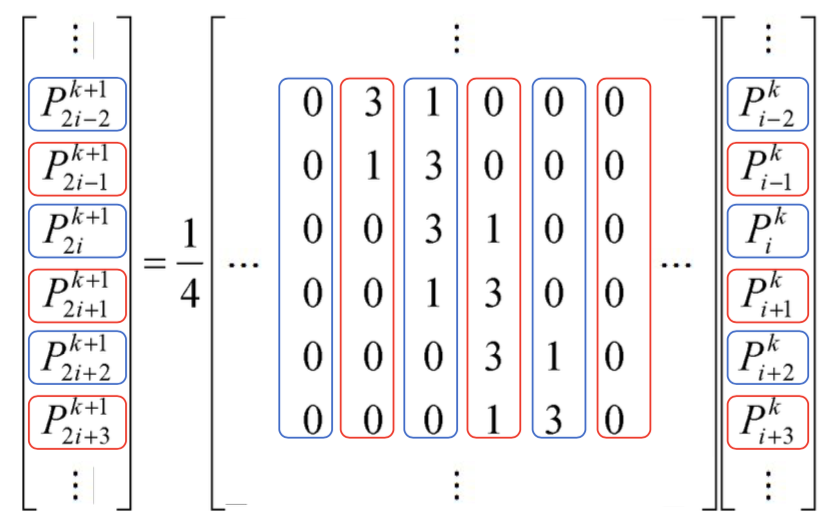 ⋮ ⋮ ⋮
P_{2i−2}^{k+1} 0 3 1 0 0 0 P_{i−2}^{k}
P_{2i−1}^{k+1} 0 1 3 0 0 0 P_{i−1}^{k}
P_{2i}^{k+1} 0 0 3 1 0 0 P_{i}^{k}
= 1/4 ⋯ ⋯
P_{2i+1}^{k+1} 0 0 1 3 0 0 P_{i+1}^{k}
P_{2i+2}^{k+1} 0 0 0 3 1 0 P_{i+2}^{k}
P_{2i+3}^{k+1} 0 0 0 1 3 0 P_{i+3}^{k}
⋮ ⋮ ⋮